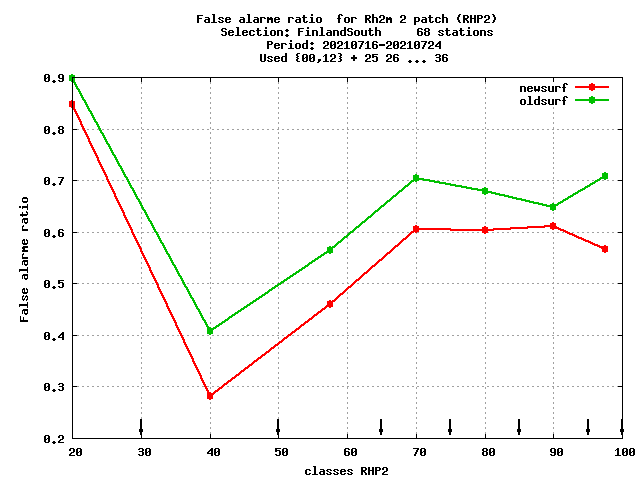 False alarme ratio  for Rh2m 2 patch (RHP2)
Selection: FinlandSouth     68 stations
Period: 20210716-20210724
Used {00,12} + 25 26 ... 36
newsurf
oldsurf
0.9
0.8
0.7
0.6
0.5
0.4
0.3
0.2
False alarme ratio
20 30 40 50 60 70 80 90 100
classes RHP2